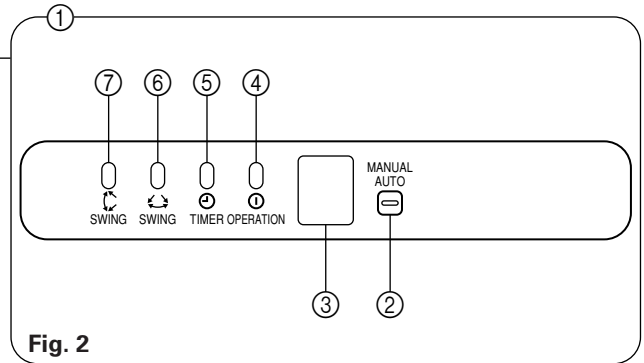 ①
⑦ ⑥ ⑤ ④
MANUAL
AUTO
SWING SWING TIMER OPERATION
③ ②
Fig. 2